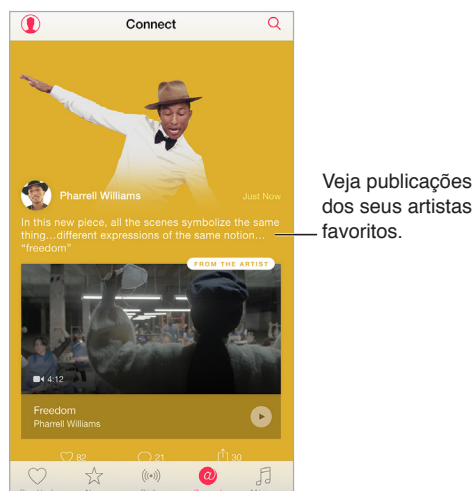 Connect
Pharrell Williams
Just Now
In this new piece, all the scenes symbolize the same
thing…different expressions of the same notion…
“freedom”
FROM THE ARTIST
4:12
Freedom
Pharrell Williams
82
21
30
Veja publicações
dos seus artistas
favoritos.